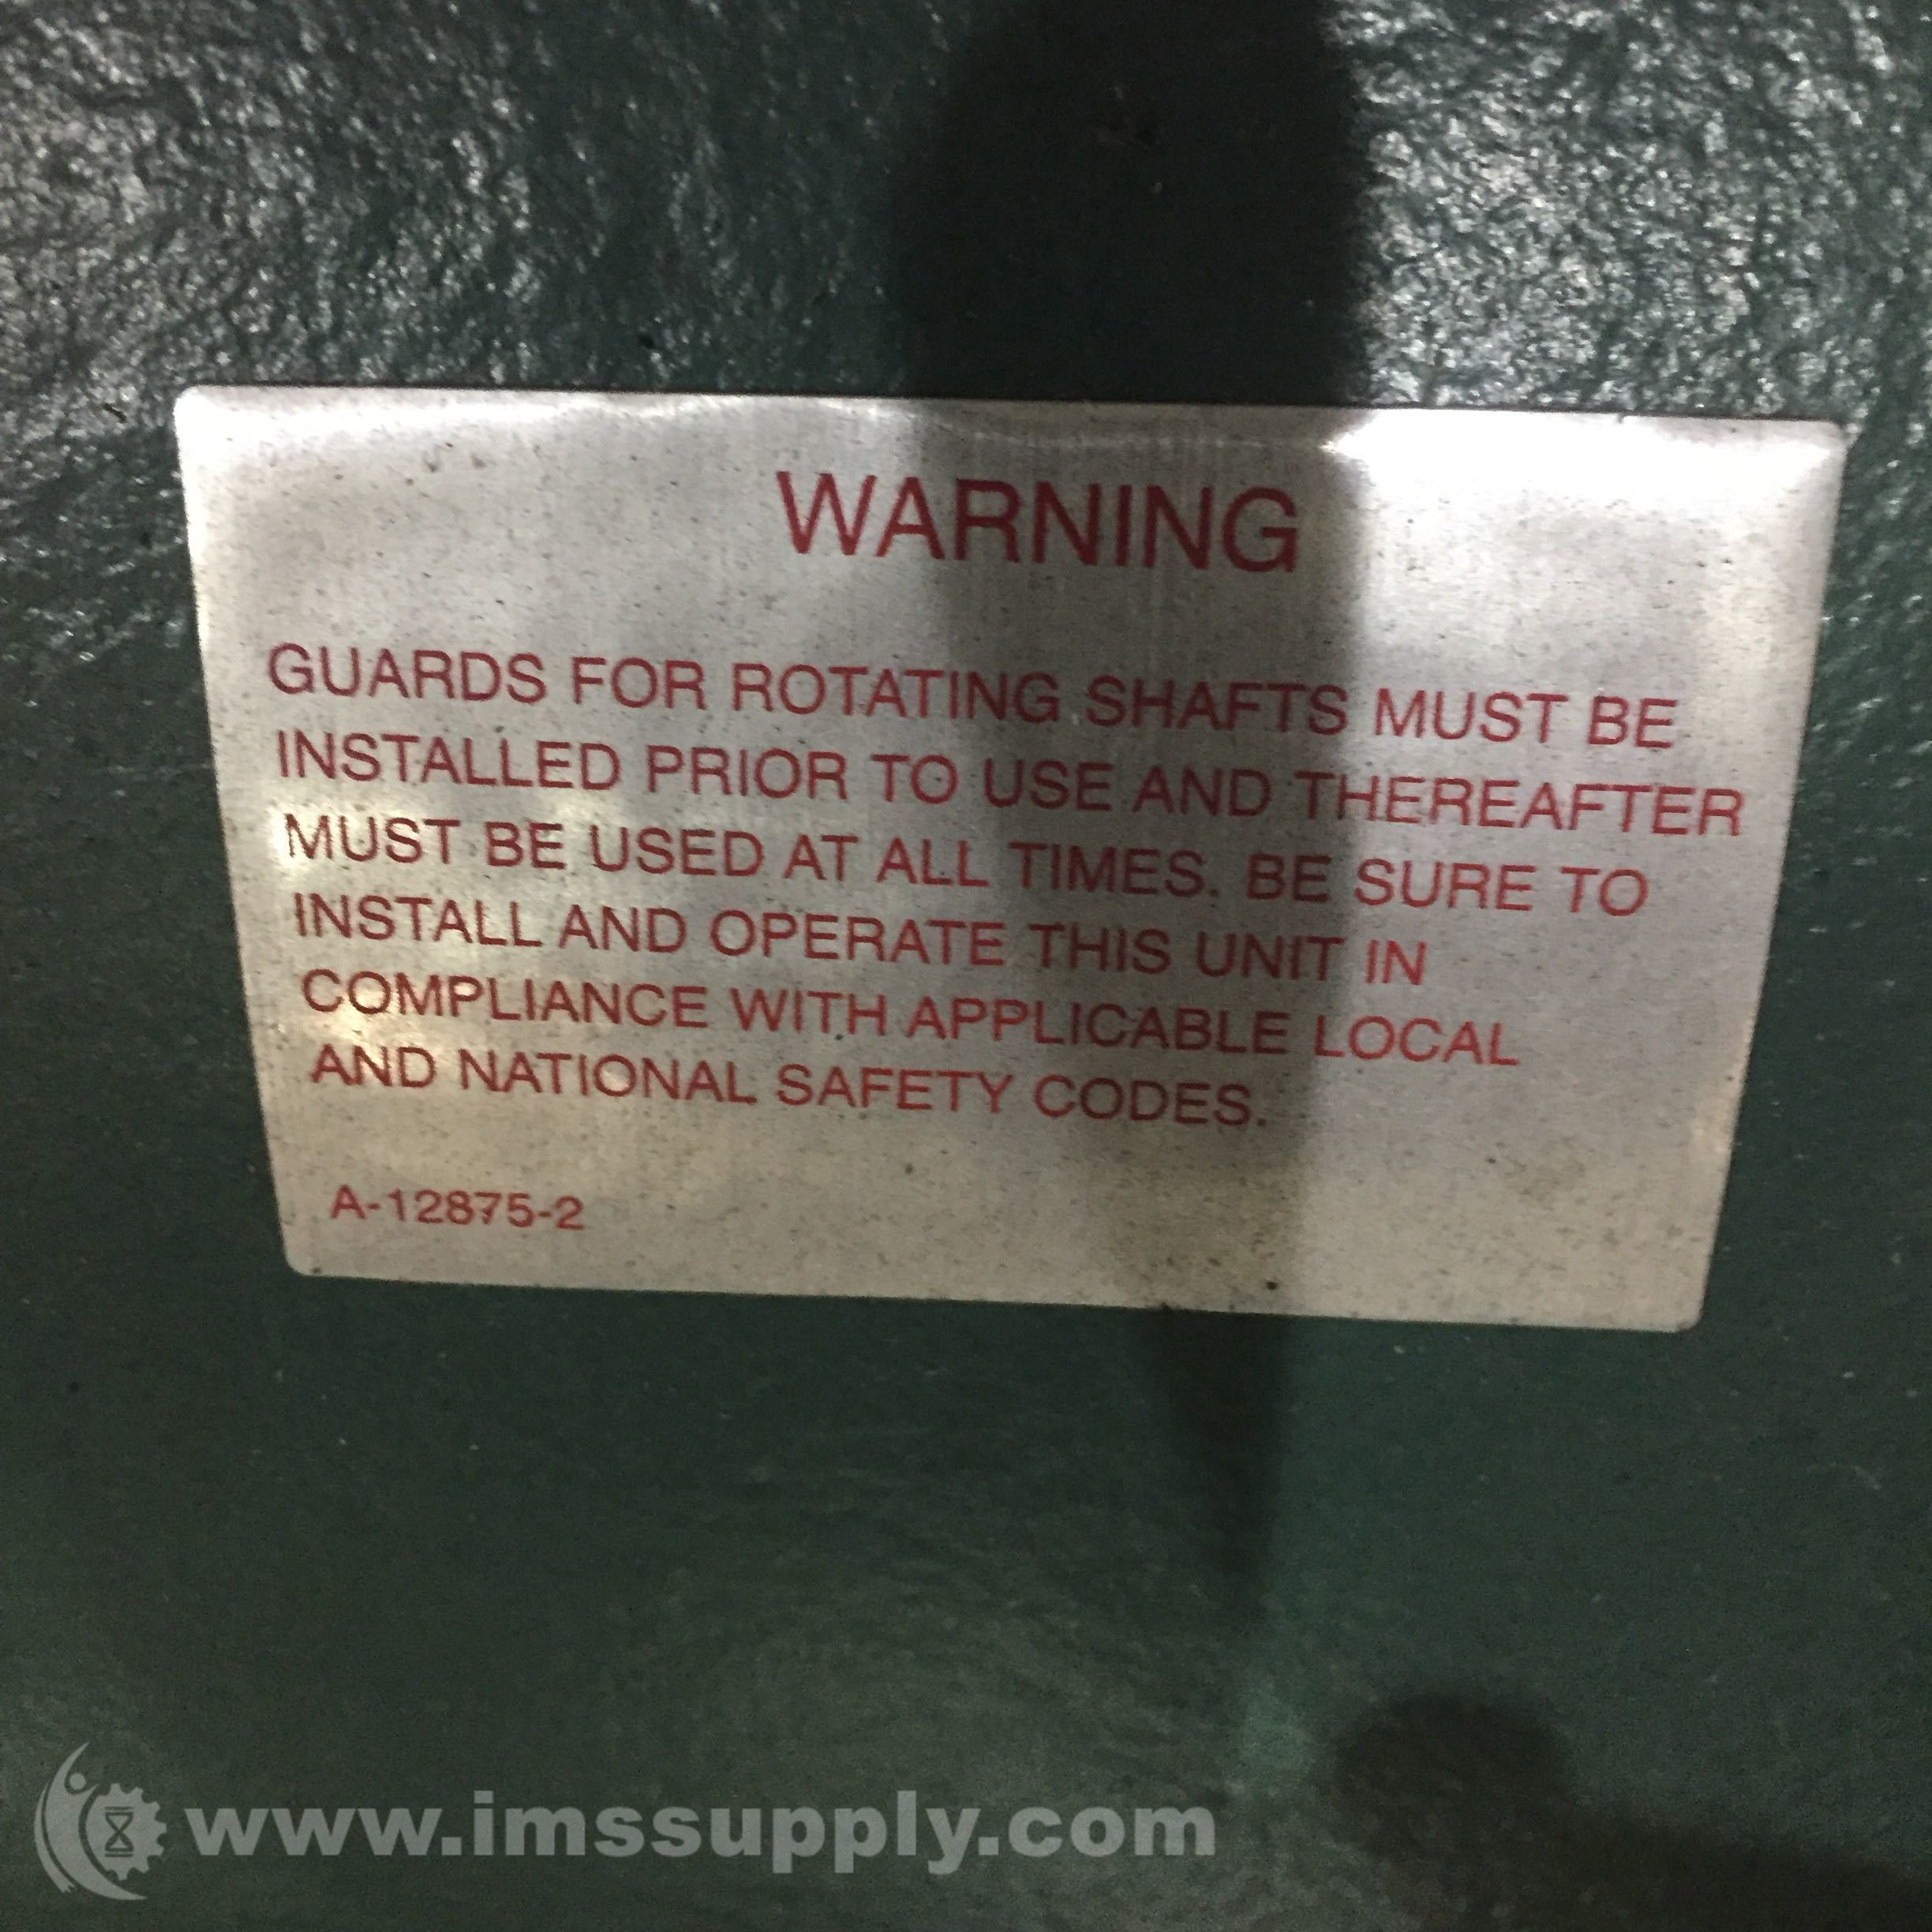 WARNING
GUARDS FOR ROTATING SHAFTS MUST BE
INSTALLED PRIOR TO USE AND THEREAFTER
MUST BE USED AT ALL TIMES. BE SURE TO
INSTALL AND OPERATE THIS UNIT IN
COMPLIANCE WITH APPLICABLE LOCAL
AND NATIONAL SAFETY CODES.
A-12875-2
www.imssupply.com